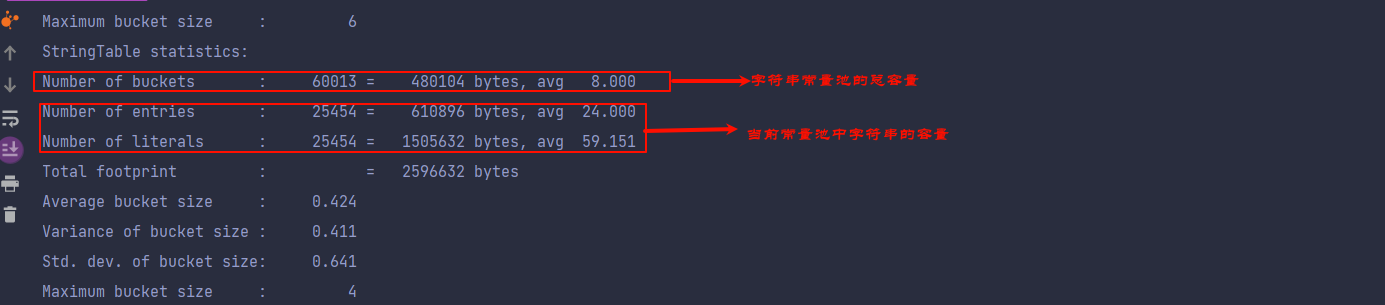 Maximum bucket size     :         6
StringTable statistics:
Number of buckets       :     60013 =    480104 bytes, avg   8.000
字符串常量池的总容量
Number of entries       :     25454 =    610896 bytes, avg  24.000
Number of literals      :     25454 =   1505632 bytes, avg  59.151
当前常量池中字符串的容量
Total footprint         :           =   2596632 bytes
Average bucket size     :     0.424
Variance of bucket size :     0.411
Std. dev. of bucket size:     0.641
Maximum bucket size     :         4